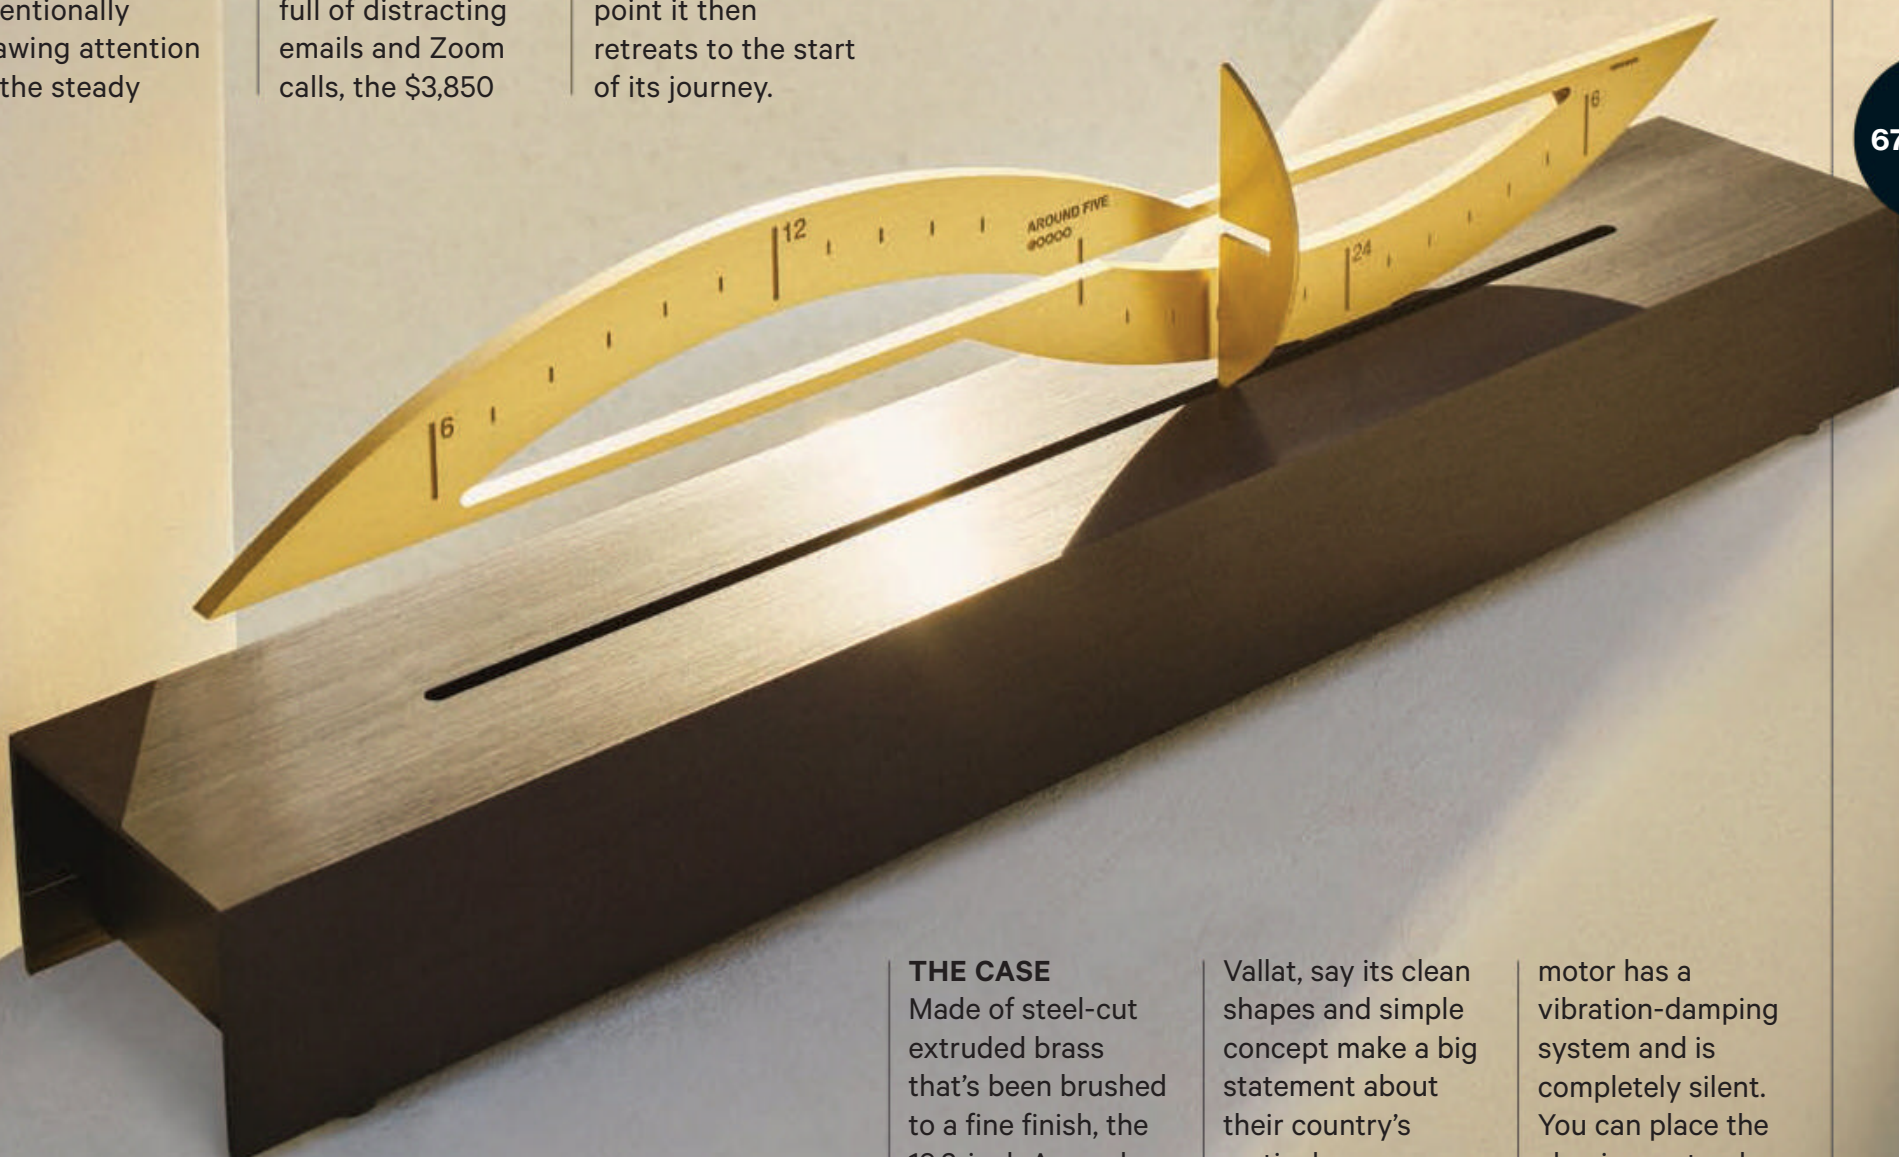 awing attention
the steady
full of distracting
emails and Zoom
calls, the $3,850
point it then
retreats to the start
of its journey.
67
6
12
AROUND FIVE
24
6
THE CASE
Made of steel-cut
extruded brass
that's been brushed
to a fine finish, the
Vallat, say its clean
shapes and simple
concept make a big
statement about
their country's
motor has a
vibration-damping
system and is
completely silent.
You can place the